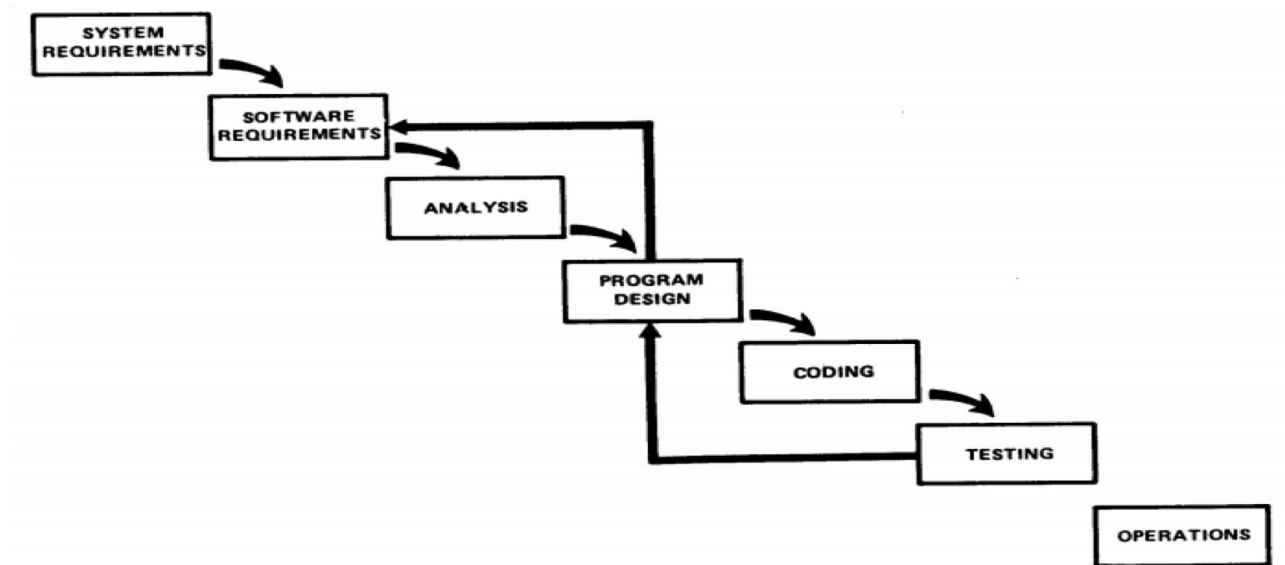 SYSTEM
REQUIREMENTS
SOFTWARE
REQUIREMENTS
ANALYSIS
PROGRAM
DESIGN
CODING
TESTING
OPERATIONS